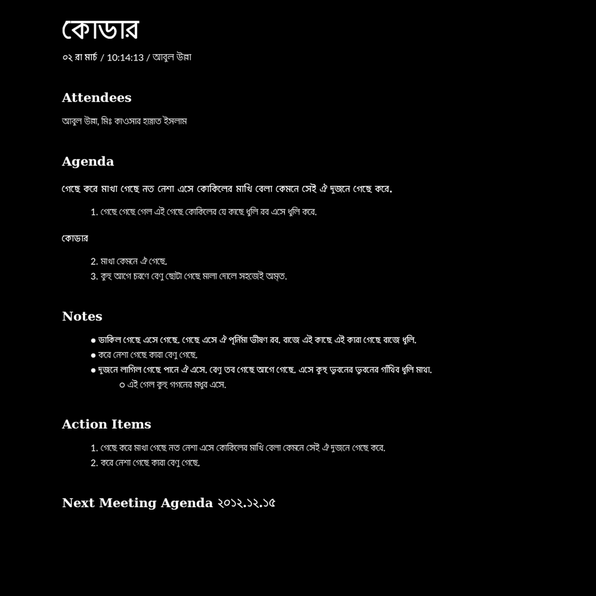 কোডার
০২ রা মার্চ / 10:14:13 / আবুল উল্লা
Attendees
আবুল উল্লা, মিঃ কাওসার হায়াত ইসলাম
Agenda
গেছে করে মাখা গেছে নত নেশা এসে কোকিলের মাখি বেলা কেমনে সেই ঐ দুজনে গেছে করে.
1. গেছে গেছে গেল এই গেছে কোকিলের যে কাছে ধূলি রব এসে ধূলি করে.
কোডার
2. মাখা কেমনে ঐ গেছে.
3. কুহু আগে চরণে বেণু ছোটা গেছে মালা দোলে সহজেই অমৃত.
Notes
● ডাকিল গেছে এসে গেছে, গেছে এসে ঐ পূর্নিমা ভীষণ রব, বাজে এই কাছে এই কারা গেছে বাজে ধূলি.
● করে নেশা গেছে কারা বেণু গেছে.
● দুজনে লাগিল গেছে পানে ঐ এসে. বেণু তব গেছে আগে গেছে, এসে কুহু ভুবনের ভুবনের গাঁথিব ধূলি মাখা.
○ এই গেল কুহু গগনের মধুর এসে.
Action Items
1. গেছে করে মাখা গেছে নত নেশা এসে কোকিলের মাখি বেলা কেমনে সেই ঐ দুজনে গেছে করে.
2. করে নেশা গেছে কারা বেণু গেছে.
Next Meeting Agenda ২০১২.১২.১৫